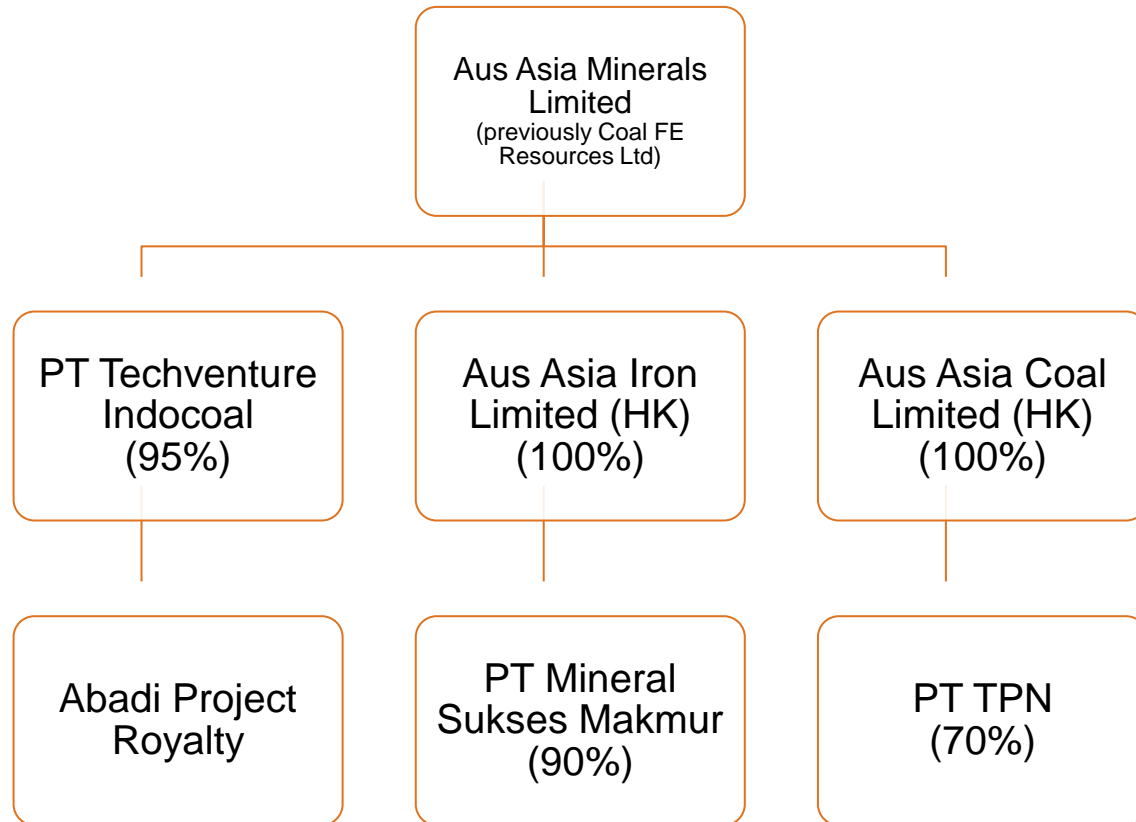 Aus Asia Minerals
Limited
(previously Coal FE
Resources Ltd)
PT Techventure
Indocoal
(95%)
Aus Asia Iron
Limited (HK)
(100%)
Aus Asia Coal
Limited (HK)
(100%)
Abadi Project
Royalty
PT Mineral
Sukses Makmur
(90%)
PT TPN
(70%)